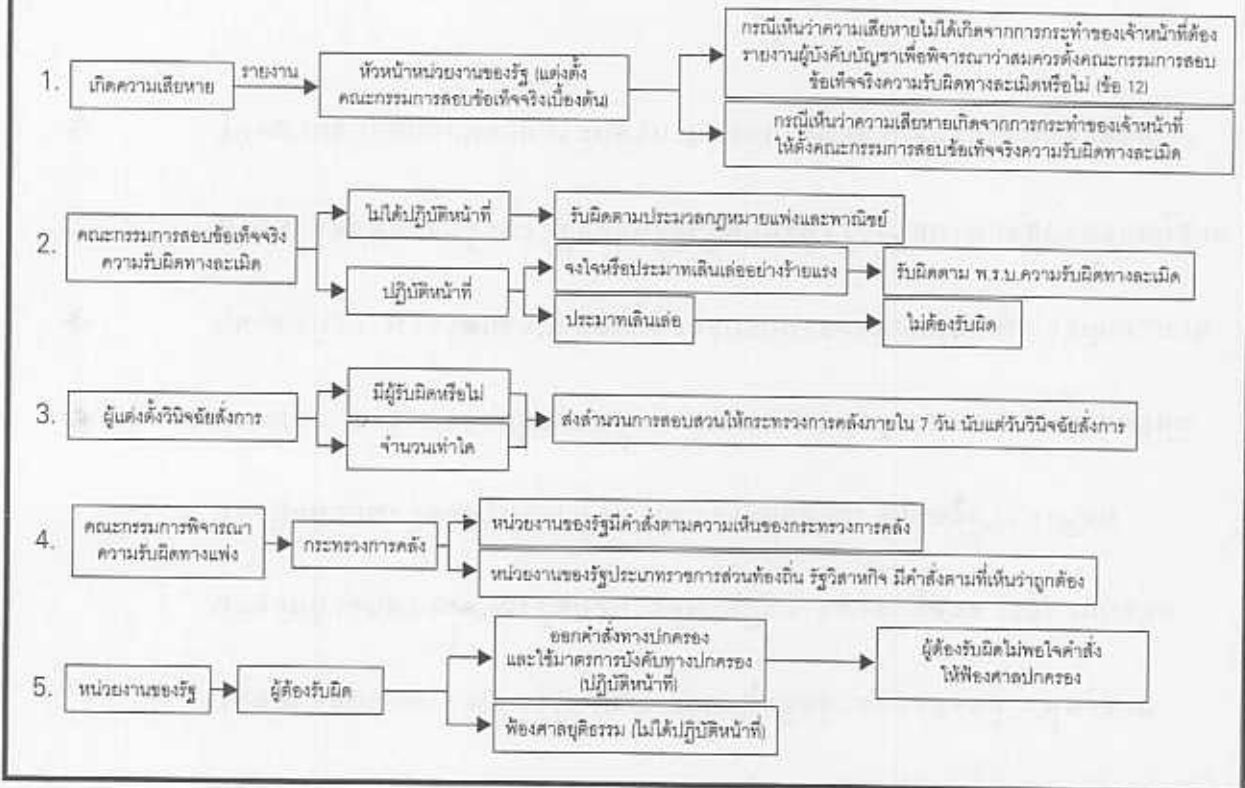 1.
เกิดความเสียหาย
รายงาน
หัวหน้าหน่วยงานของรัฐ (แต่งตั้ง
คณะกรรมการสอบข้อเท็จจริงเบื้องต้น)
กรณีเห็นว่าความเสียหายไม่ได้เกิดจากการกระทำของเจ้าหน้าที่ต้อง
รายงานผู้บังคับบัญชาเพื่อพิจารณาว่าสมควรตั้งคณะกรรมการสอบ
ข้อเท็จจริงความรับผิดทางละเมิดหรือไม่ (ข้อ 12)
กรณีเห็นว่าความเสียหายเกิดจากการกระทำของเจ้าหน้าที่
ให้ตั้งคณะกรรมการสอบข้อเท็จจริงความรับผิดทางละเมิด
2.
คณะกรรมการสอบข้อเท็จจริง
ความรับผิดทางละเมิด
ไม่ได้ปฏิบัติหน้าที่
รับผิดตามประมวลกฎหมายแพ่งและพาณิชย์
ปฏิบัติหน้าที่
จงใจหรือประมาทเลินเล่ออย่างร้ายแรง
รับผิดตาม พ.ร.บ.ความรับผิดทางละเมิด
ประมาทเลินเล่อ
ไม่ต้องรับผิด
3.
ผู้แต่งตั้งวินิจฉัยสั่งการ
มีผู้รับผิดหรือไม่
จำนวนเท่าใด
ส่งสำนวนการสอบสวนให้กระทรวงการคลังภายใน 7 วัน นับแต่วันวินิจฉัยสั่งการ
4.
คณะกรรมการพิจารณา
ความรับผิดทางแพ่ง
กระทรวงการคลัง
หน่วยงานของรัฐมีคำสั่งตามความเห็นของกระทรวงการคลัง
หน่วยงานของรัฐประเภทราชการส่วนท้องถิ่น รัฐวิสาหกิจ มีคำสั่งตามที่เห็นว่าถูกต้อง
5.
หน่วยงานของรัฐ
ผู้ต้องรับผิด
ออกคำสั่งทางปกครอง
และใช้มาตรการบังคับทางปกครอง
(ปฏิบัติหน้าที่)
ผู้ต้องรับผิดไม่พอใจคำสั่ง
ให้ฟ้องศาลปกครอง
ฟ้องศาลยุติธรรม (ไม่ได้ปฏิบัติหน้าที่)